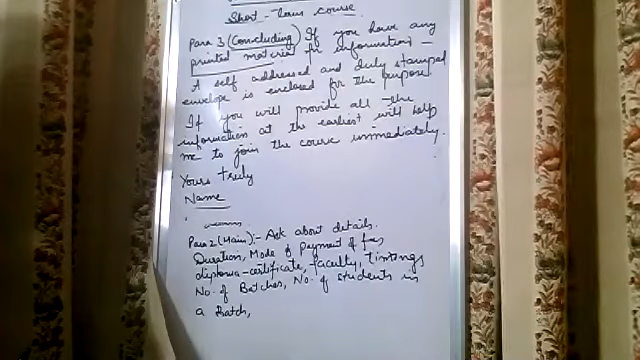 Short-term course
Para 3 (Concluding) If you have any
printed material for information -
A self addressed and duly stamped
envelope is enclosed for the purpose.
If you will provide all the
information at the earliest will help
me to join the course immediately.
Yours truly
Name
Para 2 (Main):- Ask about details.
Duration, Mode of payment of fees
diploma-certificate, faculty, timings
No. of Batches, No. of students in
a Batch,